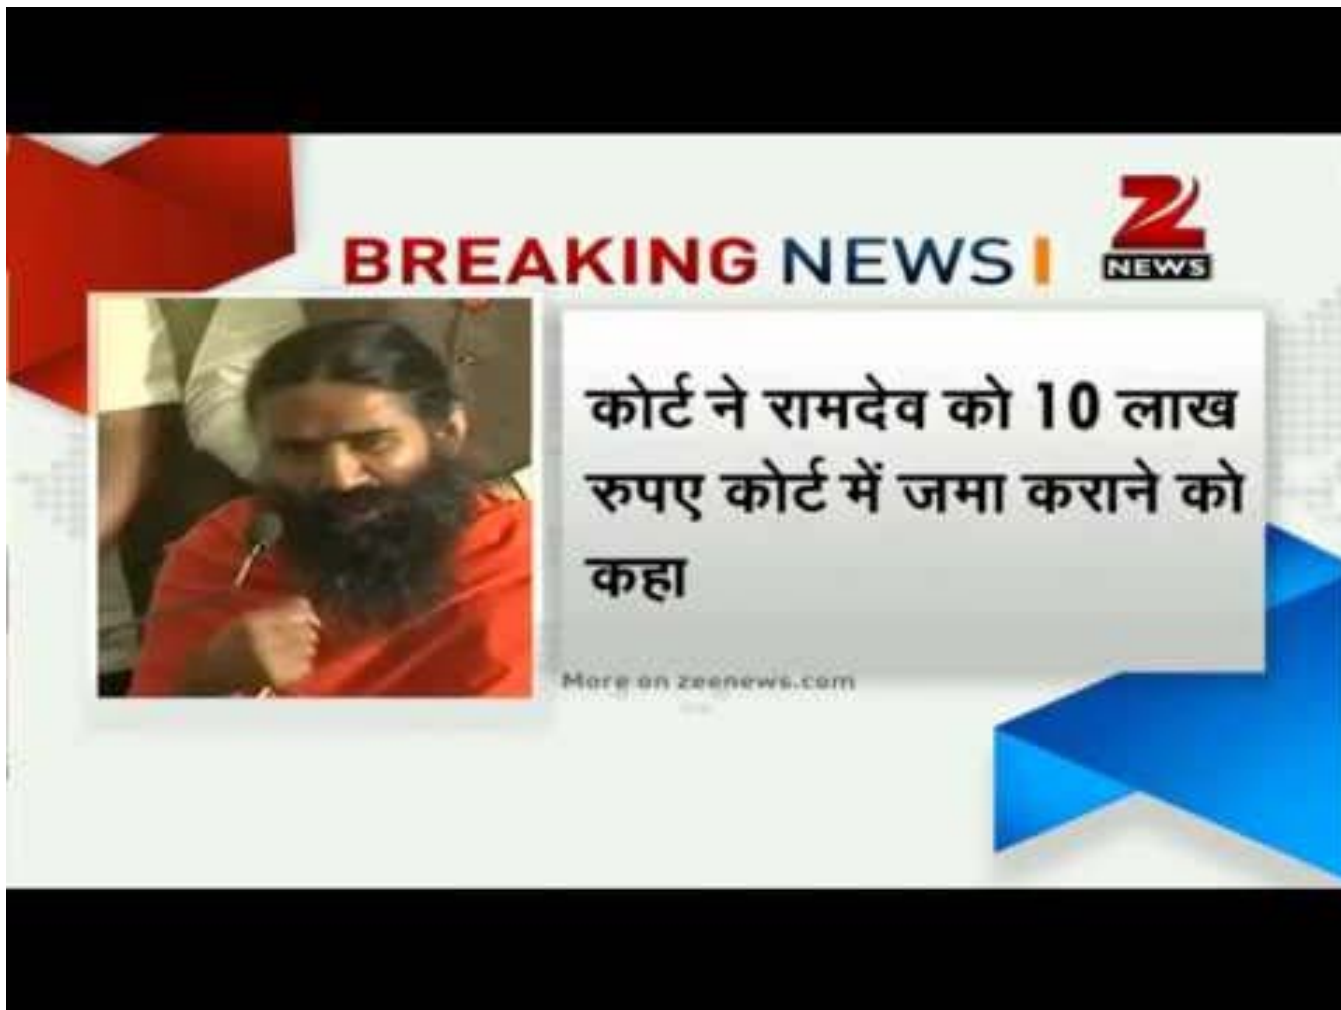 BREAKING NEWS
Z
NEWS
कोर्ट ने रामदेव को 10 लाख
रुपए कोर्ट में जमा कराने को
कहा
More on zeenews.com